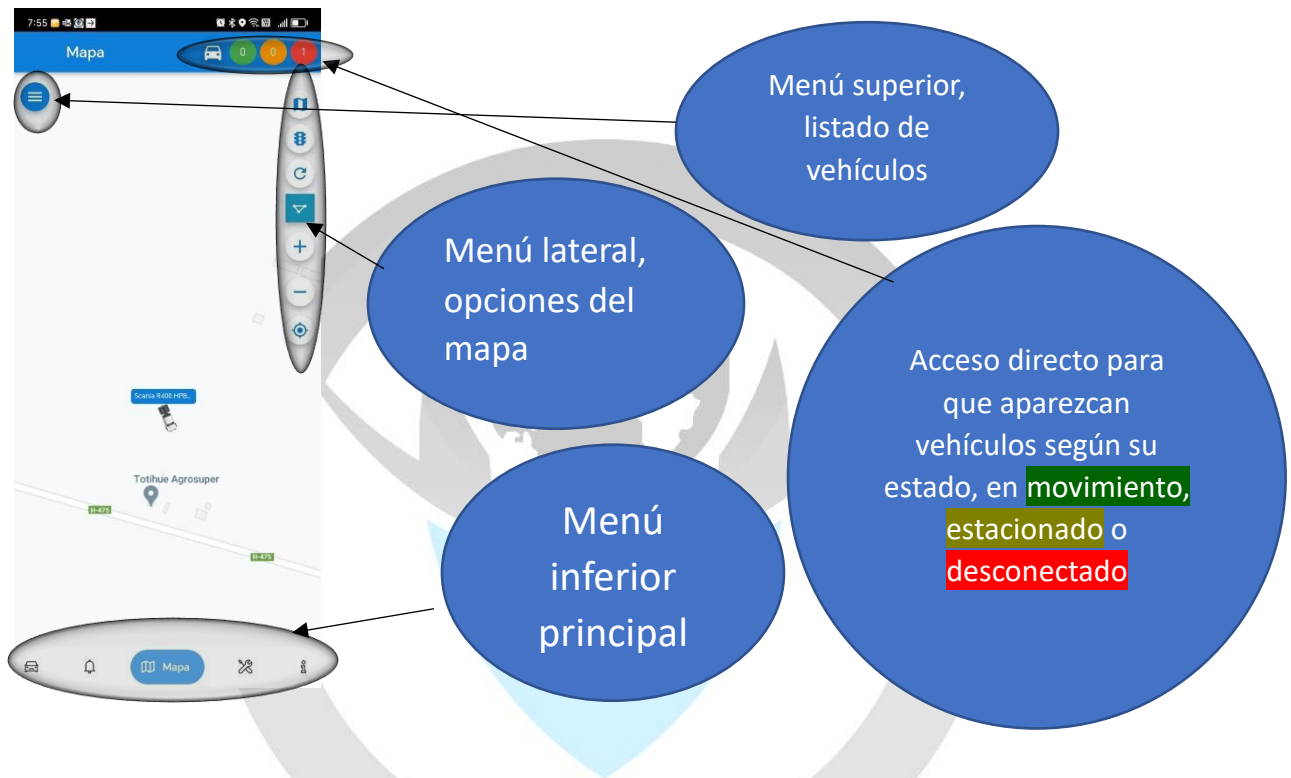 7:55
Mapa
0
0
1
Menú superior,
listado de
vehículos
Menú lateral,
opciones del
mapa
Acceso directo para
que aparezcan
vehículos según su
estado, en movimiento,
estacionado o
desconectado
Scania R400 HPB...
Totihue Agrosuper
H-475
H-475
Menú
inferior
principal
Mapa